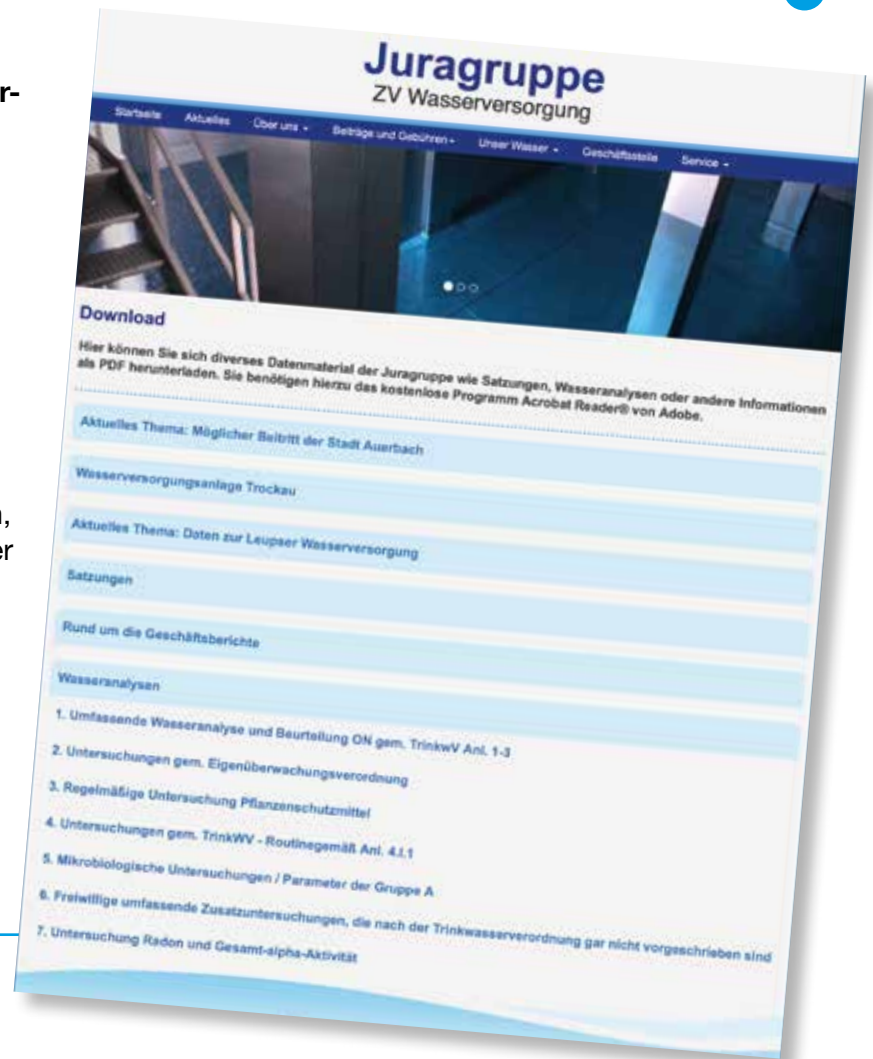 r-
,
er
Juragruppe
ZV Wasserversorgung
Startseite Aktuelles Über uns Beiträge und Gebühren Unser Wasser Geschäftsstelle Service
Download
Hier können Sie sich diverses Datenmaterial der Juragruppe wie Satzungen, Wasseranalysen oder andere Informationen
als PDF herunterladen. Sie benötigen hierzu das kostenlose Programm Acrobat Reader® von Adobe.
Aktuelles Thema: Möglicher Beitritt der Stadt Auerbach
Wasserversorgungsanlage Trockau
Aktuelles Thema: Daten zur Leupser Wasserversorgung
Satzungen
Rund um die Geschäftsberichte
Wasseranalysen
1. Umfassende Wasseranalyse und Beurteilung ON gem. TrinkwV Anl. 1-3
2. Untersuchungen gem. Eigenüberwachungsverordnung
3. Regelmäßige Untersuchung Pflanzenschutzmittel
4. Untersuchungen gem. TrinkWV - Routinegemäß Anl. 4.I.1
5. Mikrobiologische Untersuchungen / Parameter der Gruppe A
6. Freiwillige umfassende Zusatzuntersuchungen, die nach der Trinkwasserverordnung gar nicht vorgeschrieben sind
7. Untersuchung Radon und Gesamt-alpha-Aktivität